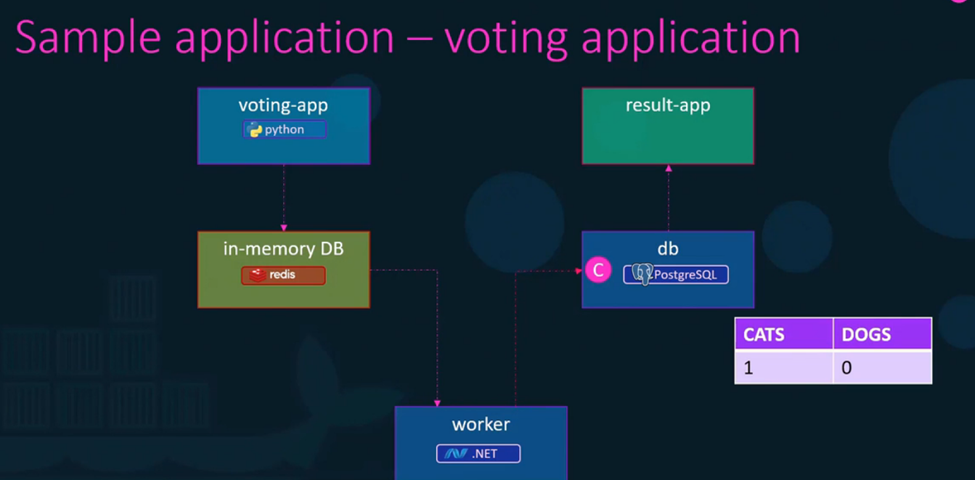 Sample application – voting application
voting-app
python
result-app
in-memory DB
redis
db
C
PostgreSQL
CATS DOGS
1 0
worker
.NET